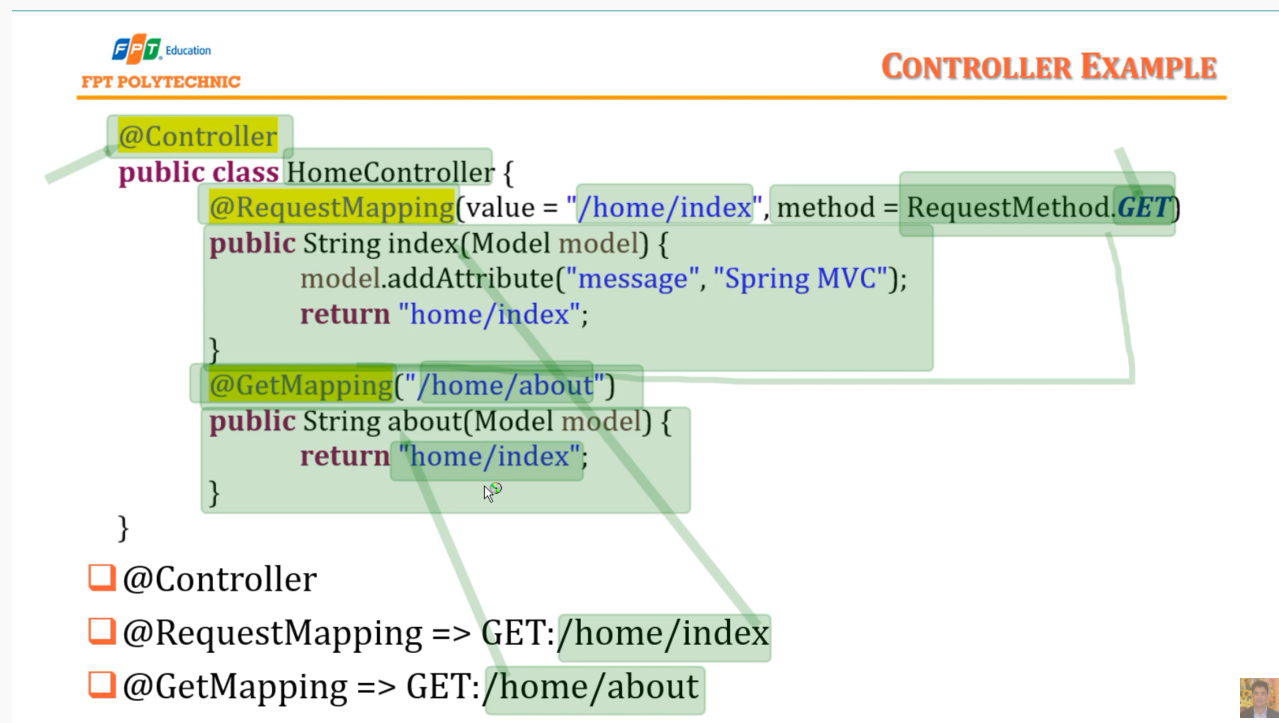 FPT Education
FPT POLYTECHNIC
CONTROLLER EXAMPLE
@Controller
public class HomeController {
@RequestMapping(value = "/home/index", method = RequestMethod.GET)
public String index(Model model) {
model.addAttribute("message", "Spring MVC");
return "home/index";
}
@GetMapping("/home/about")
public String about(Model model) {
return "home/index";
}
}
@Controller
@RequestMapping => GET:/home/index
@GetMapping => GET:/home/about